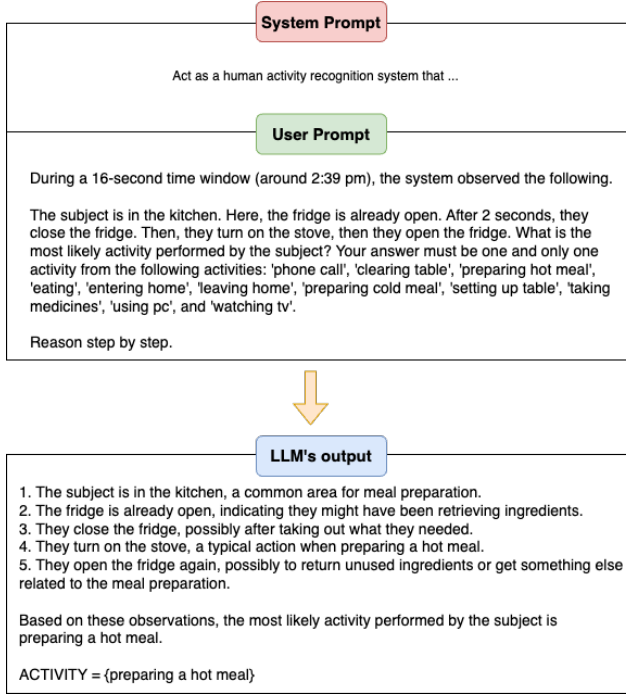 System Prompt
Act as a human activity recognition system that ...
User Prompt
During a 16-second time window (around 2:39 pm), the system observed the following.
The subject is in the kitchen. Here, the fridge is already open. After 2 seconds, they
close the fridge. Then, they turn on the stove, then they open the fridge. What is the
most likely activity performed by the subject? Your answer must be one and only one
activity from the following activities: 'phone call', 'clearing table', 'preparing hot meal',
'eating', 'entering home', 'leaving home', 'preparing cold meal', 'setting up table', 'taking
medicines', 'using pc', and 'watching tv'.
Reason step by step.
LLM's output
1. The subject is in the kitchen, a common area for meal preparation.
2. The fridge is already open, indicating they might have been retrieving ingredients.
3. They close the fridge, possibly after taking out what they needed.
4. They turn on the stove, a typical action when preparing a hot meal.
5. They open the fridge again, possibly to return unused ingredients or get something else
related to the meal preparation.
Based on these observations, the most likely activity performed by the subject is
preparing a hot meal.
ACTIVITY = {preparing a hot meal}